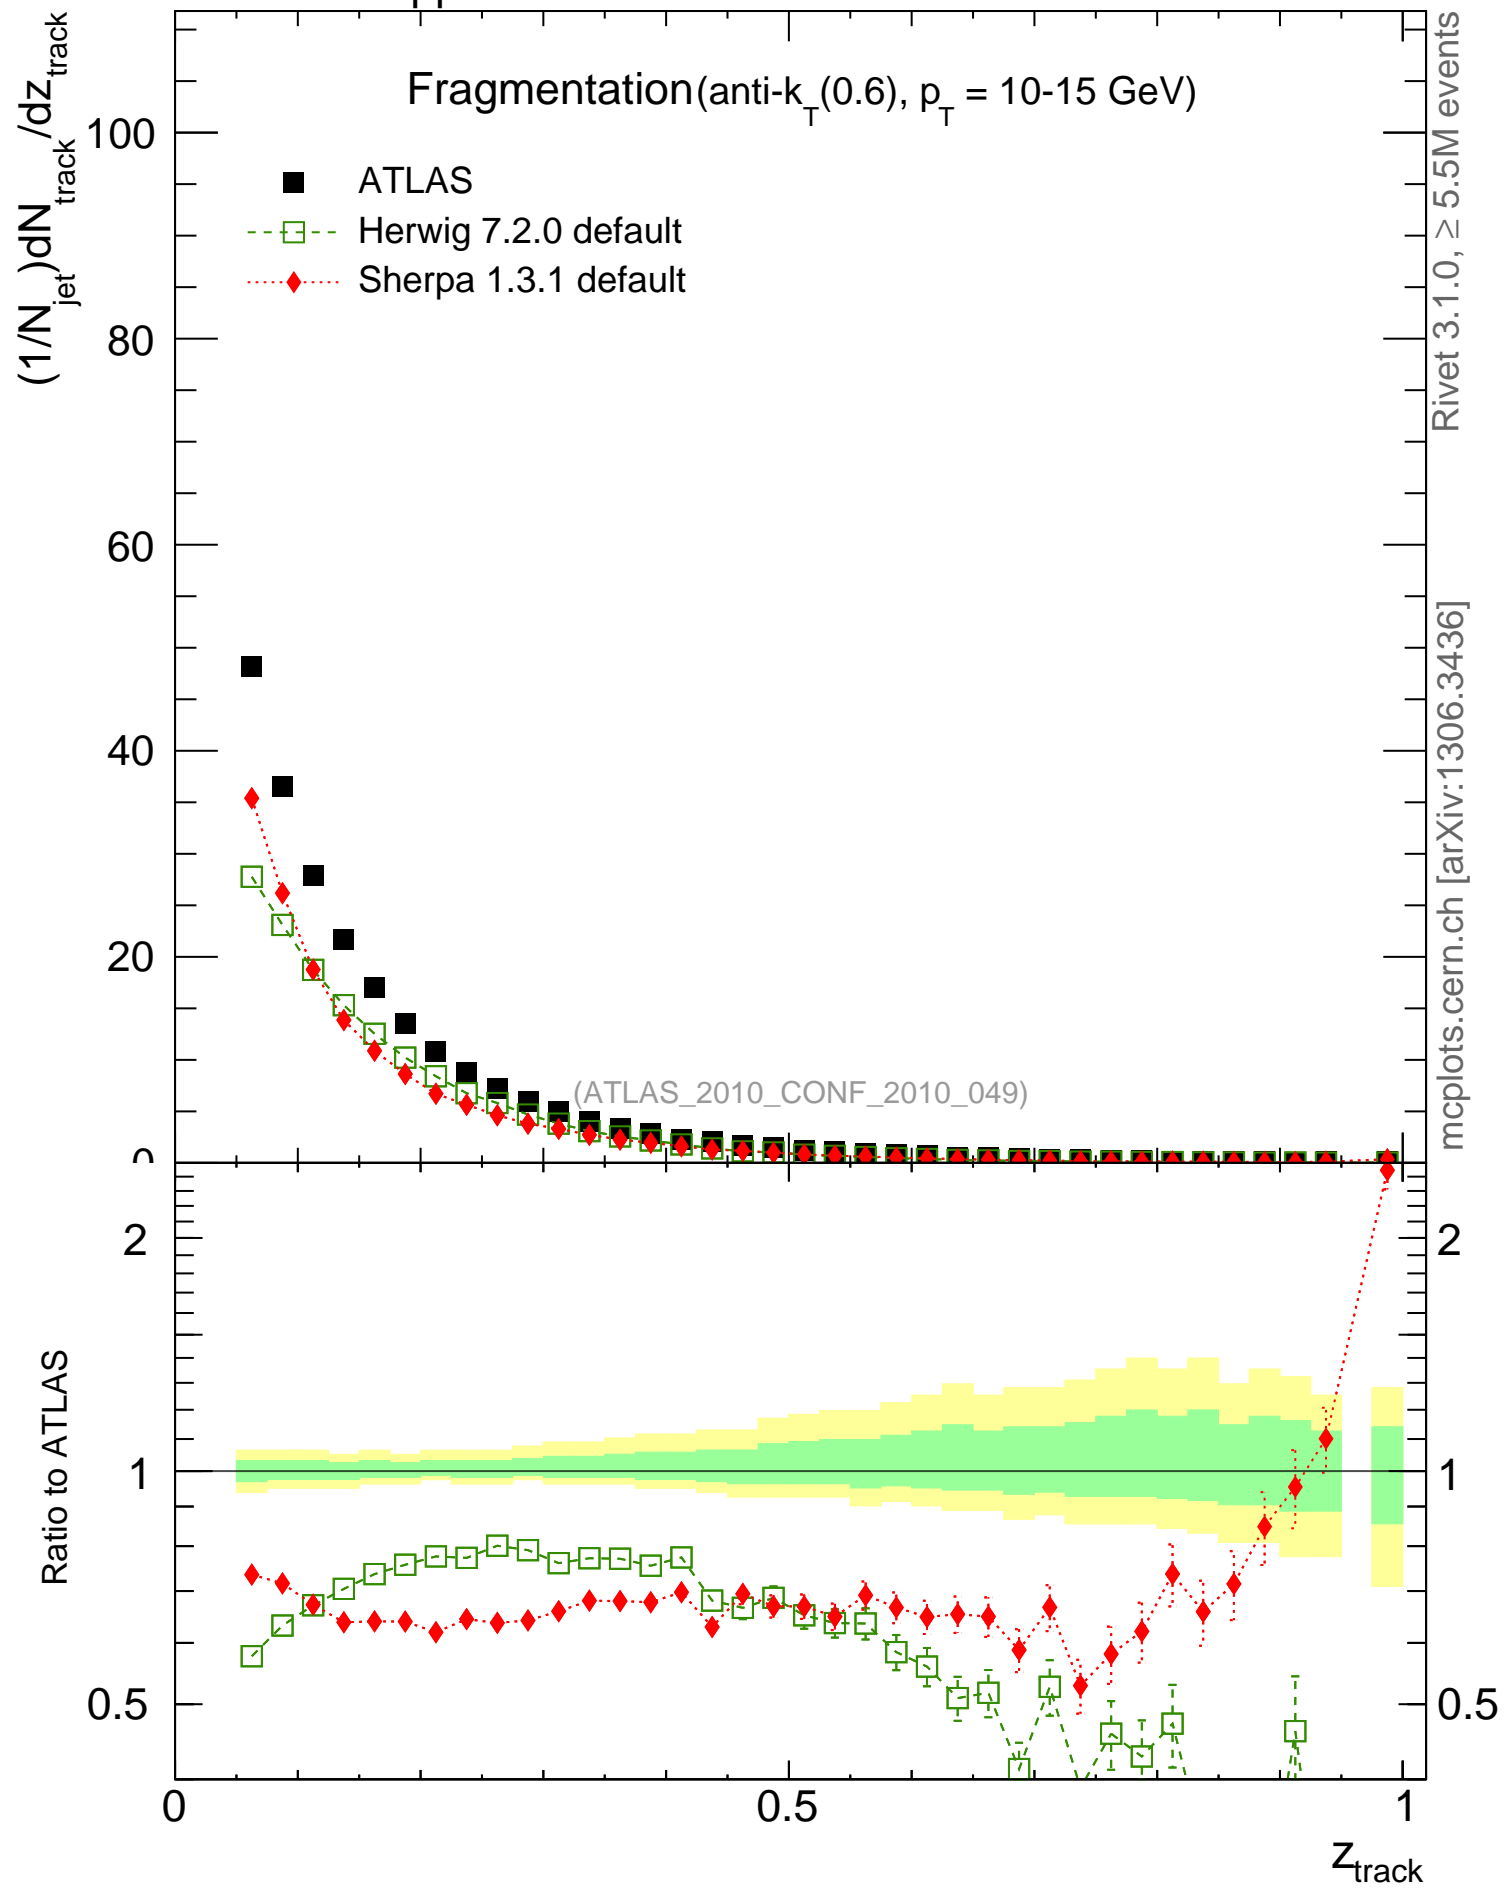 Fragmentation (anti-k_T(0.6), p_T = 10-15 GeV)
ATLAS
Herwig 7.2.0 default
Sherpa 1.3.1 default
(1/N_jet)dN_track/dz_track
100
80
60
40
20
0
(ATLAS_2010_CONF_2010_049)
Rivet 3.1.0, ≥ 5.5M events
mcplots.cern.ch [arXiv:1306.3436]
Ratio to ATLAS
2
1
0.5
2
1
0.5
0
0.5
1
z_track